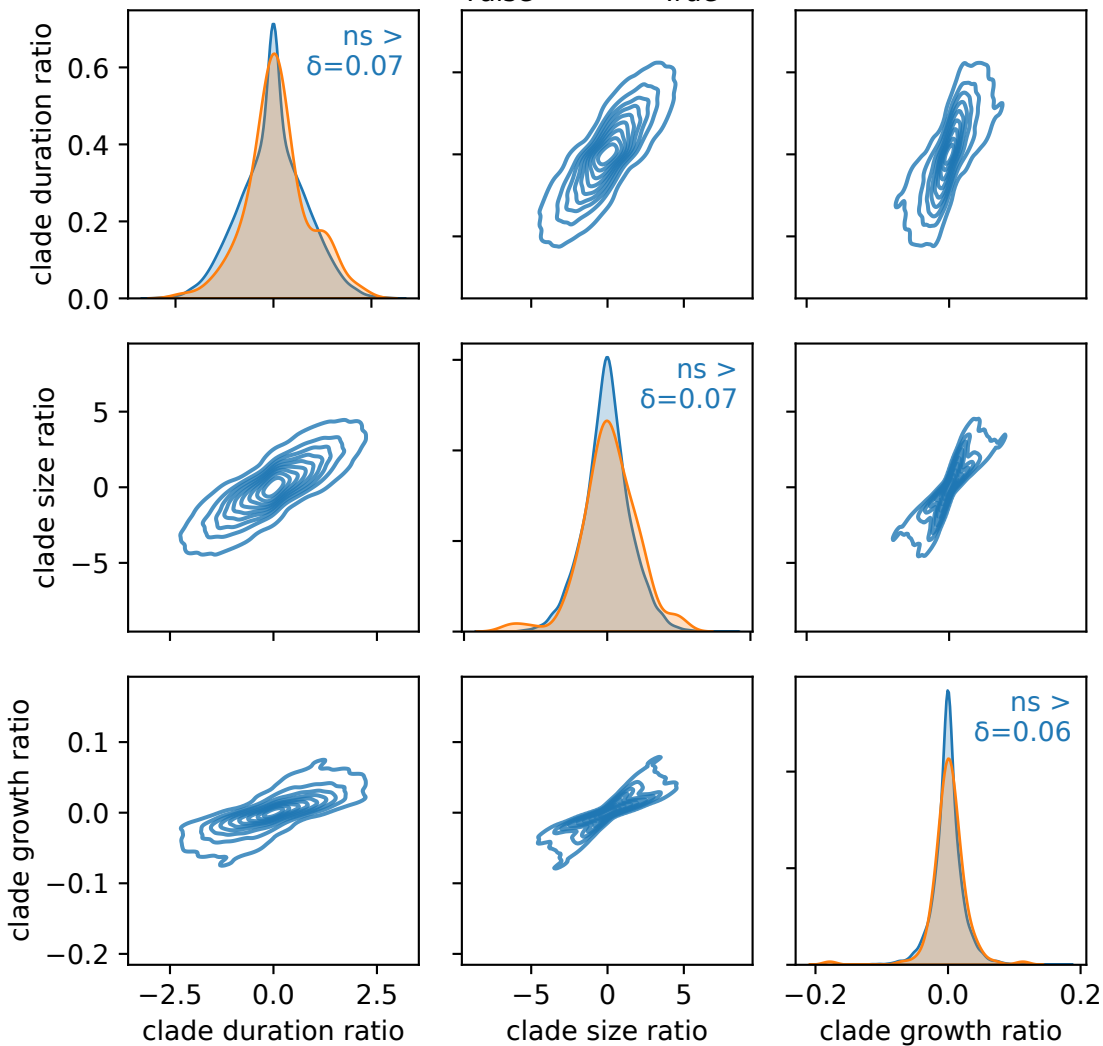 True
clade duration ratio
0.6
0.4
0.2
0.0
ns >
δ=0.07
clade size ratio
5
0
−5
ns >
δ=0.07
clade growth ratio
0.1
0.0
−0.1
−0.2
ns >
δ=0.06
−2.5 0.0 2.5
−5 0 5
−0.2 0.0 0.2
clade duration ratio
clade size ratio
clade growth ratio